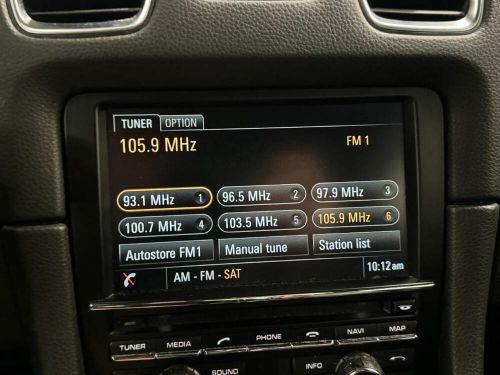 TUNER OPTION
105.9 MHz FM 1
93.1 MHz 1 96.5 MHz 2 97.9 MHz 3
100.7 MHz 4 103.5 MHz 5 105.9 MHz 6
Autostore FM1 Manual tune Station list
AM - FM - SAT 10:12 am
TUNER MEDIA PHONE NAVI MAP
SOUND INFO